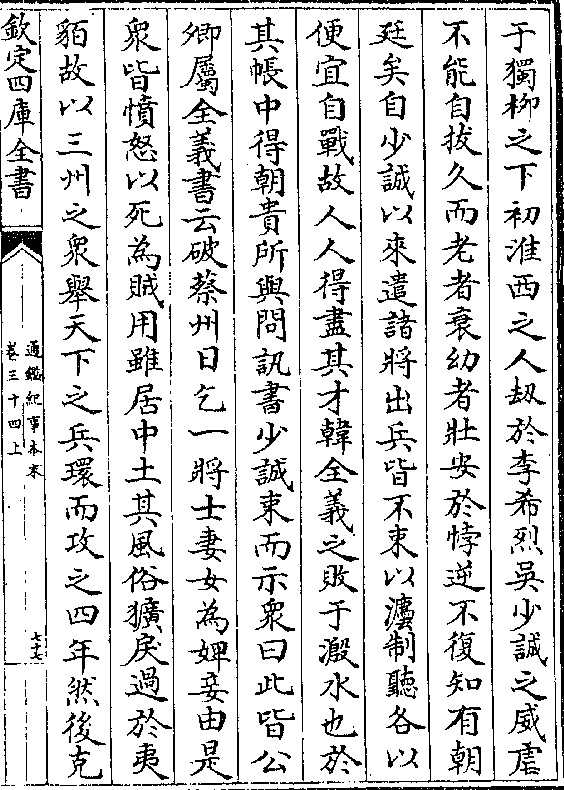 于獨柳之下初淮西之人刼於李希烈吳少誠之威虐
不能自拔久而老者衰幼者壯安於悖逆不復知有朝
廷矣自少誠以來遣諸將出兵皆不束以灋制聽各以
便宜自戰故人人得盡其才韓全義之敗于溵水也於
其帳中得朝貴所與問訊書少誠束而示衆曰此皆公
卿屬全義書云破蔡州日乞一將士妻女為婢妾由是
衆皆憤怒以死為賊用雖居中土其風俗獷戾過於夷
貊故以三州之衆舉天下之兵環而攻之四年然後克
欽定四庫全書
通鑑紀事本末
卷三十四上
七七